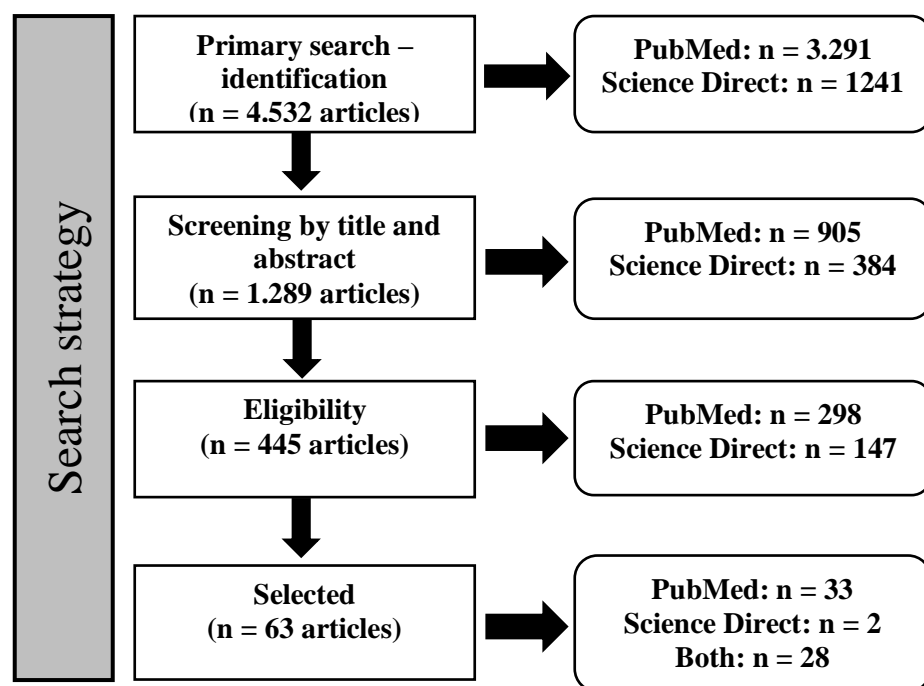 Search strategy
Primary search –
identification
(n = 4.532 articles)
PubMed: n = 3.291
Science Direct: n = 1241
Screening by title and
abstract
(n = 1.289 articles)
PubMed: n = 905
Science Direct: n = 384
Eligibility
(n = 445 articles)
PubMed: n = 298
Science Direct: n = 147
Selected
(n = 63 articles)
PubMed: n = 33
Science Direct: n = 2
Both: n = 28